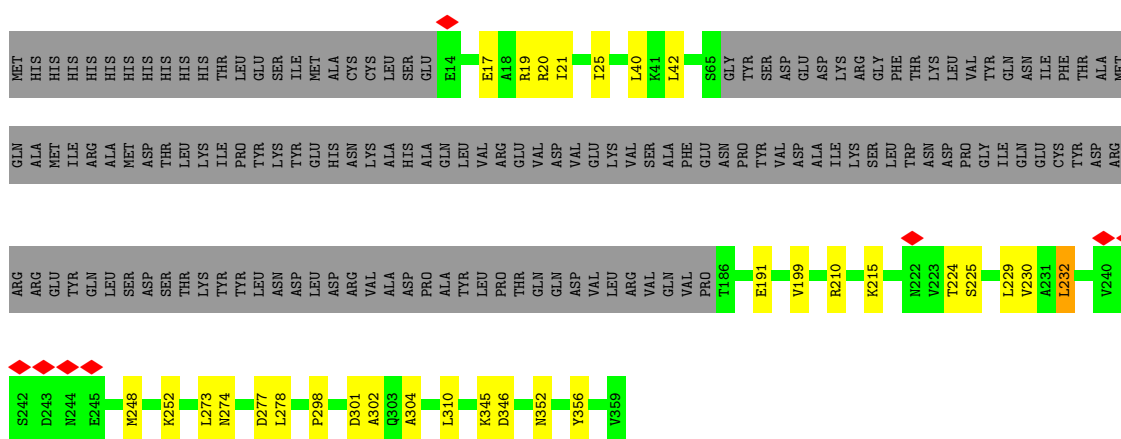 MET HIS HIS HIS HIS HIS HIS HIS HIS HIS HIS THR LEU GLU SER ILE MET ALA CYS CYS LEU SER GLU E14 E17 A18 R19 R20 I21 I25 L40 K41 L42 S65 GLY TYR SER ASP GLU ASP LYS ARG GLY PHE THR LYS LEU VAL TYR GLN ASN ILE PHE THR ALA MET
GLN ALA MET ILE ARG ALA MET ASP THR LEU LYS ILE PRO TYR LYS TYR GLU HIS ASN LYS ALA HIS ALA GLN LEU VAL ARG GLU VAL ASP VAL GLU LYS VAL SER ALA PHE GLU ASN PRO TYR VAL ASP ALA ILE LYS SER LEU TRP ASN ASP PRO GLY ILE GLN GLU CYS TYR ASP ARG
ARG ARG GLU TYR GLN LEU SER ASP SER THR LYS TYR TYR LEU ASN ASP LEU ASP ARG VAL ALA ASP PRO ALA TYR LEU PRO THR GLN GLN ASP VAL LEU ARG VAL GLN VAL PRO T186 E191 V199 R210 K215 N222 V223 T224 S225 L229 V230 A231 L232 V240
S242 D243 N244 E245 M248 K252 L273 N274 D277 L278 P298 D301 A302 Q303 A304 L310 K345 D346 N352 Y356 V359